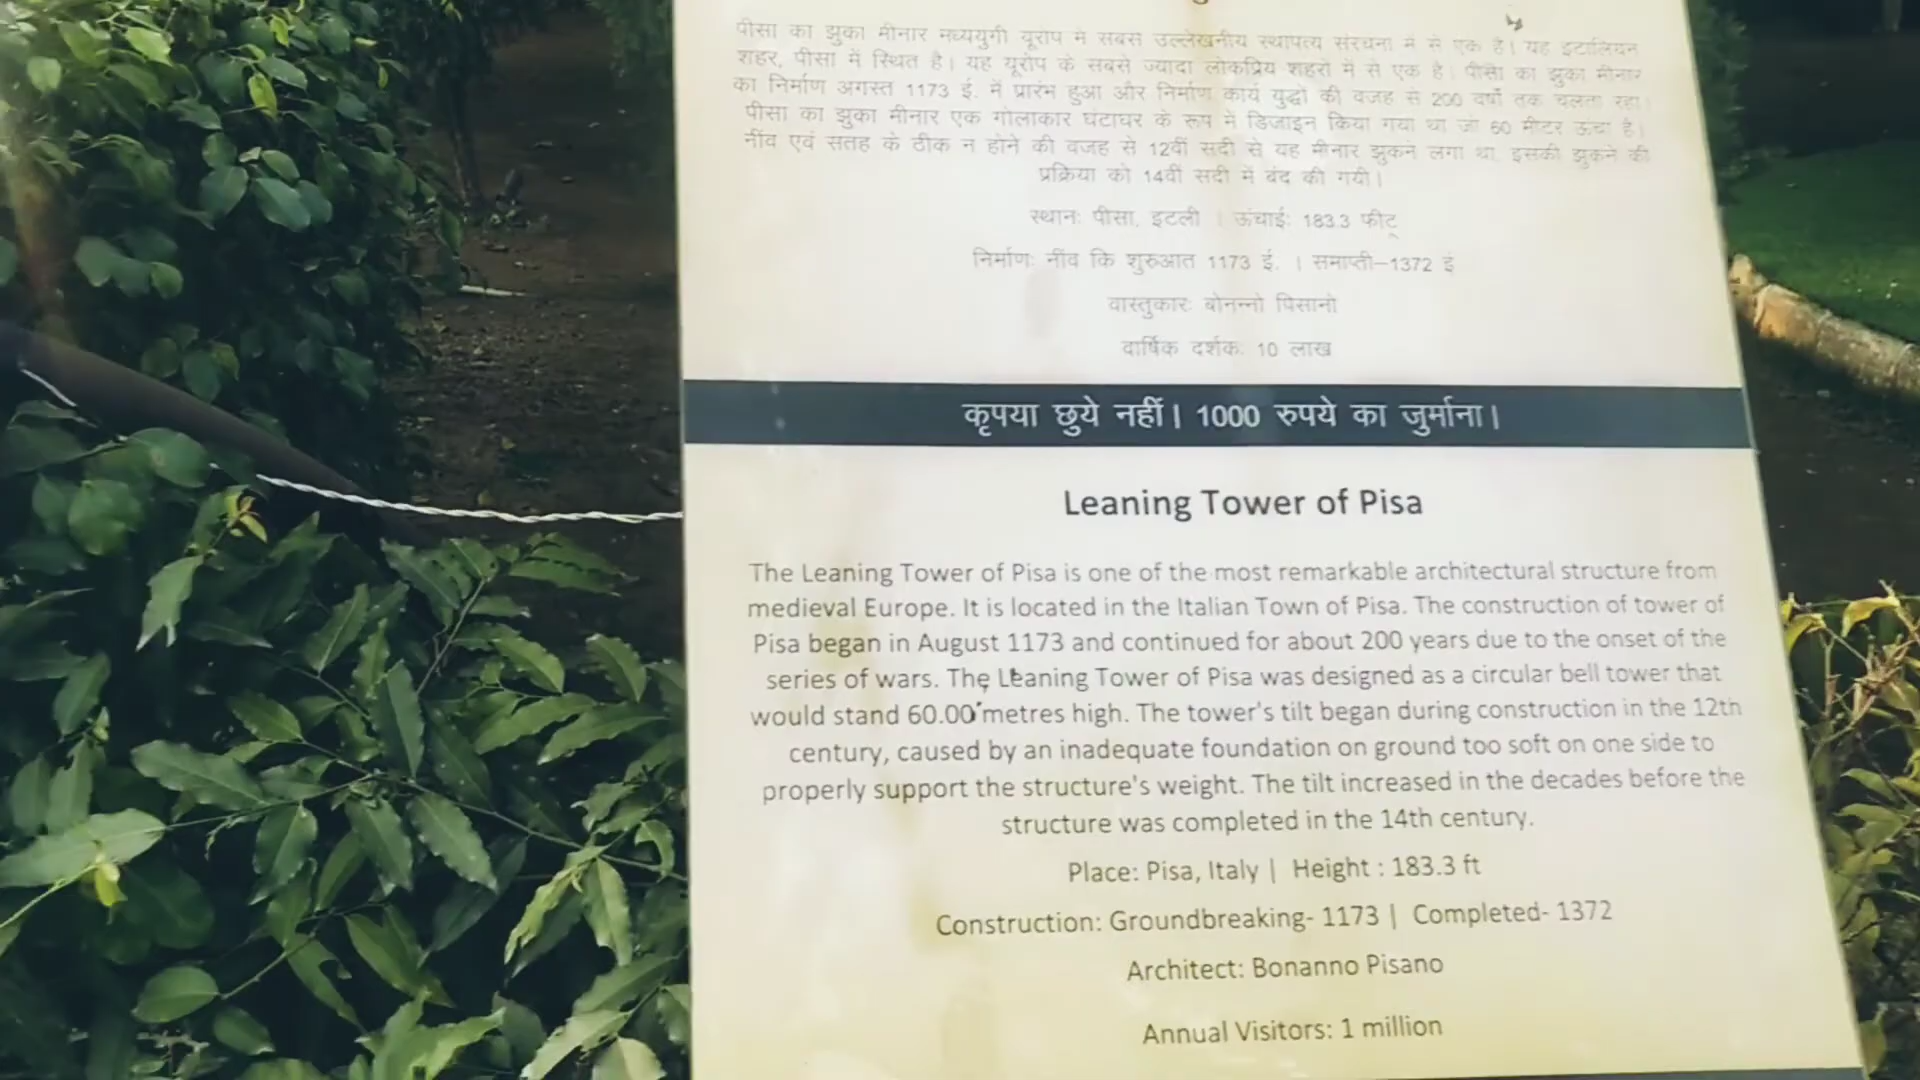 पीसा का झुका मीनार मध्ययुगी यूरोप में सबसे उल्लेखनीय स्थापत्य संरचना में से एक है। यह इटालियन
शहर, पीसा में स्थित है। यह यूरोप के सबसे ज्यादा लोकप्रिय शहरों में से एक है। पीसा का झुका मीनार
का निर्माण अगस्त 1173 ई. में प्रारंभ हुआ और निर्माण कार्य युद्धों की वजह से 200 वर्षों तक चलता रहा।
पीसा का झुका मीनार एक गोलाकार घंटाघर के रूप में डिजाइन किया गया था जो 60 मीटर ऊंचा है।
नींव एवं सतह के ठीक न होने की वजह से 12वीं सदी से यह मीनार झुकने लगा था, इसकी झुकने की
प्रक्रिया को 14वीं सदी में बंद की गयी।
स्थानः पीसा, इटली । ऊंचाईः 183.3 फीट्
निर्माणः नींव कि शुरुआत 1173 ई. । समाप्ती–1372 इं
वास्तुकारः बोनन्नो पिसानो
वार्षिक दर्शकः 10 लाख
कृपया छुये नहीं। 1000 रुपये का जुर्माना।
Leaning Tower of Pisa
The Leaning Tower of Pisa is one of the most remarkable architectural structure from
medieval Europe. It is located in the Italian Town of Pisa. The construction of tower of
Pisa began in August 1173 and continued for about 200 years due to the onset of the
series of wars. The Leaning Tower of Pisa was designed as a circular bell tower that
would stand 60.00 metres high. The tower's tilt began during construction in the 12th
century, caused by an inadequate foundation on ground too soft on one side to
properly support the structure's weight. The tilt increased in the decades before the
structure was completed in the 14th century.
Place: Pisa, Italy | Height : 183.3 ft
Construction: Groundbreaking- 1173 | Completed- 1372
Architect: Bonanno Pisano
Annual Visitors: 1 million